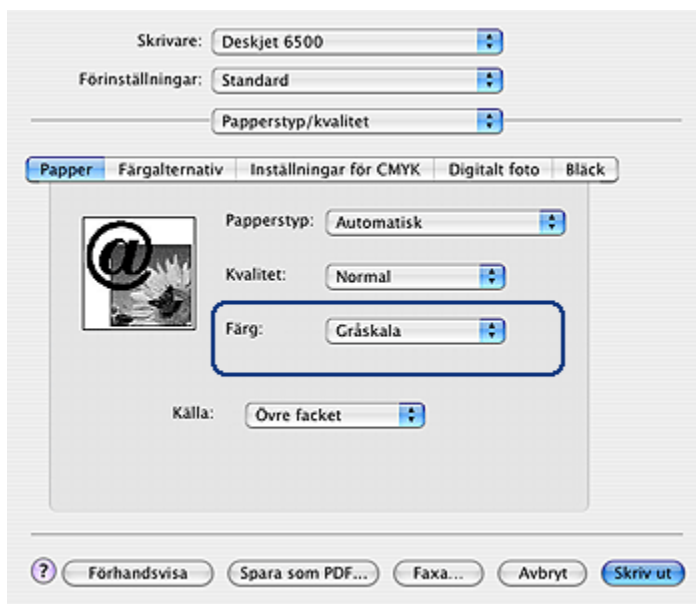 Skrivare: Deskjet 6500
Förinställningar: Standard
Papperstyp/kvalitet
Papper Färgalternativ Inställningar för CMYK Digitalt foto Bläck
@
Papperstyp: Automatisk
Kvalitet: Normal
Färg: Gråskala
Källa: Övre facket
? Förhandsvisa Spara som PDF... Faxa... Avbryt Skriv ut